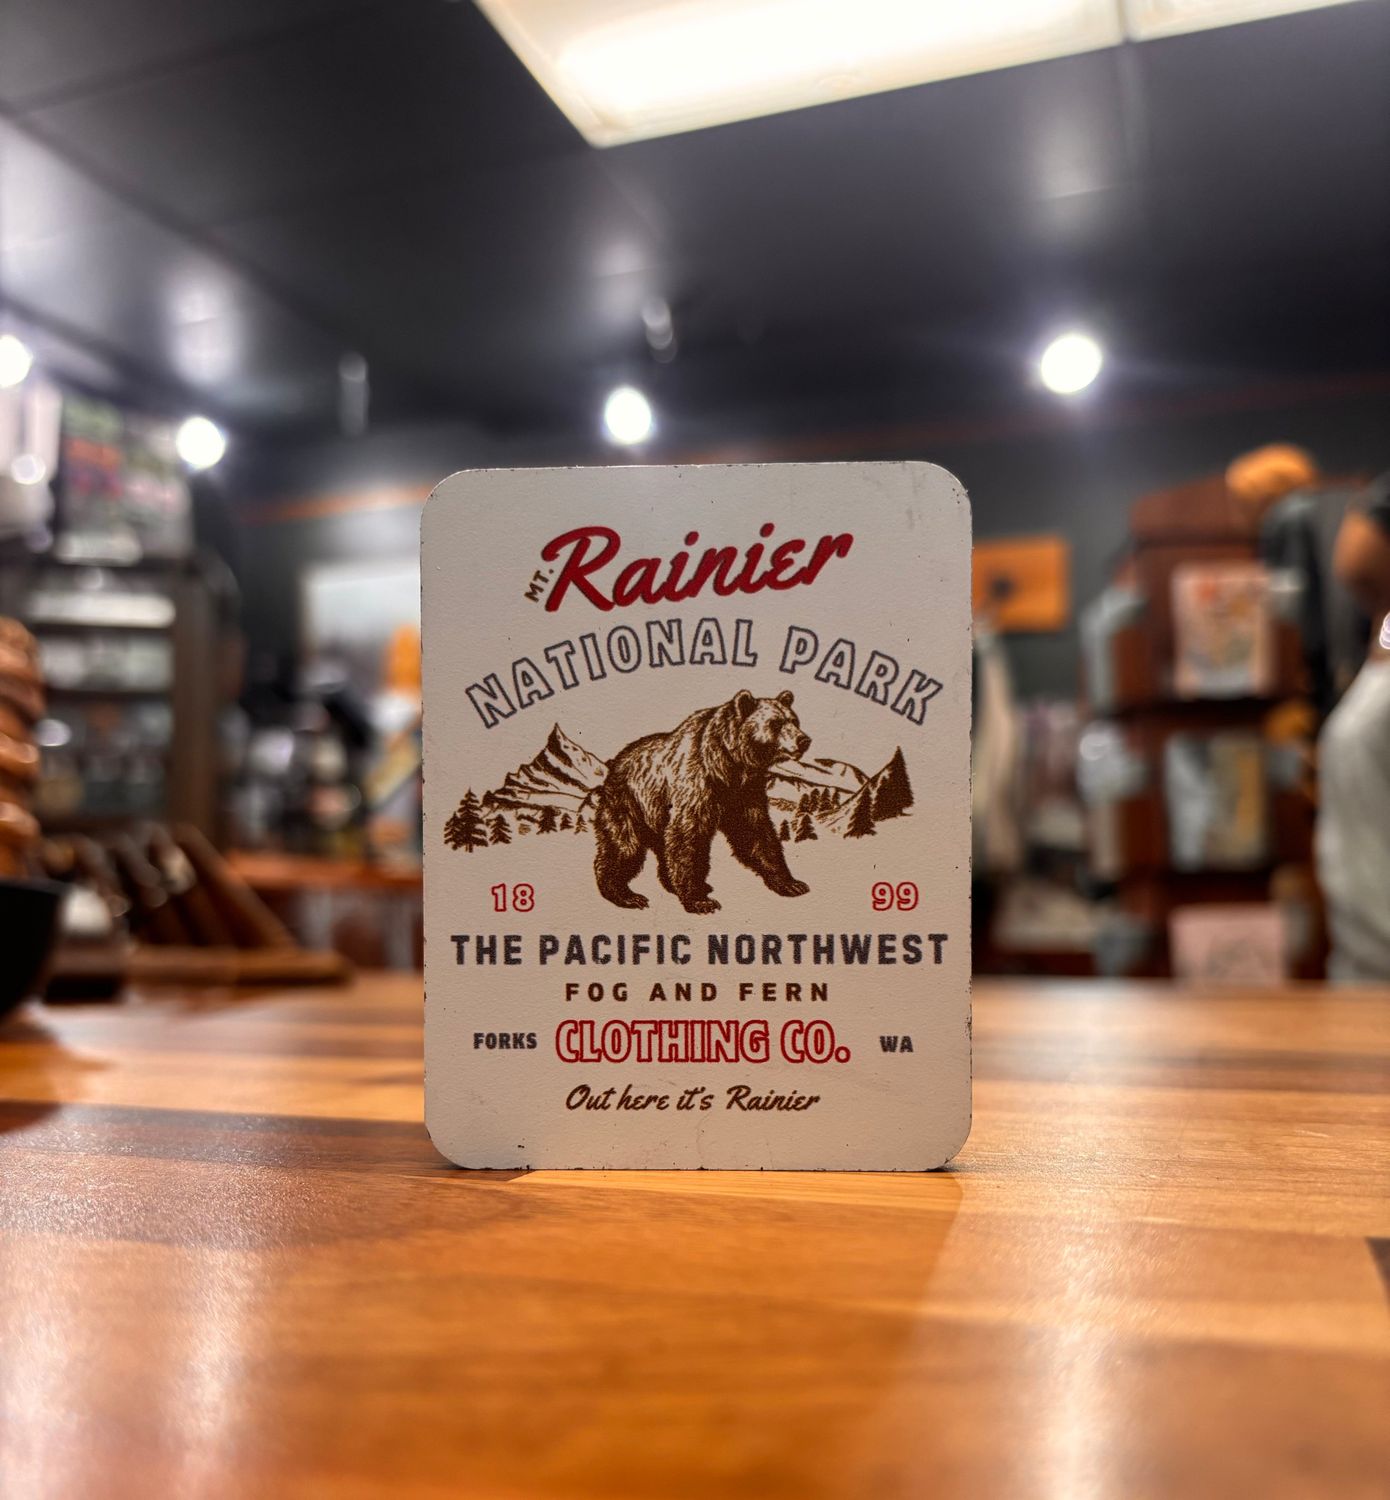 MT. Rainier
NATIONAL PARK
18 99
THE PACIFIC NORTHWEST
FOG AND FERN
FORKS CLOTHING CO. WA
Out here it's Rainier